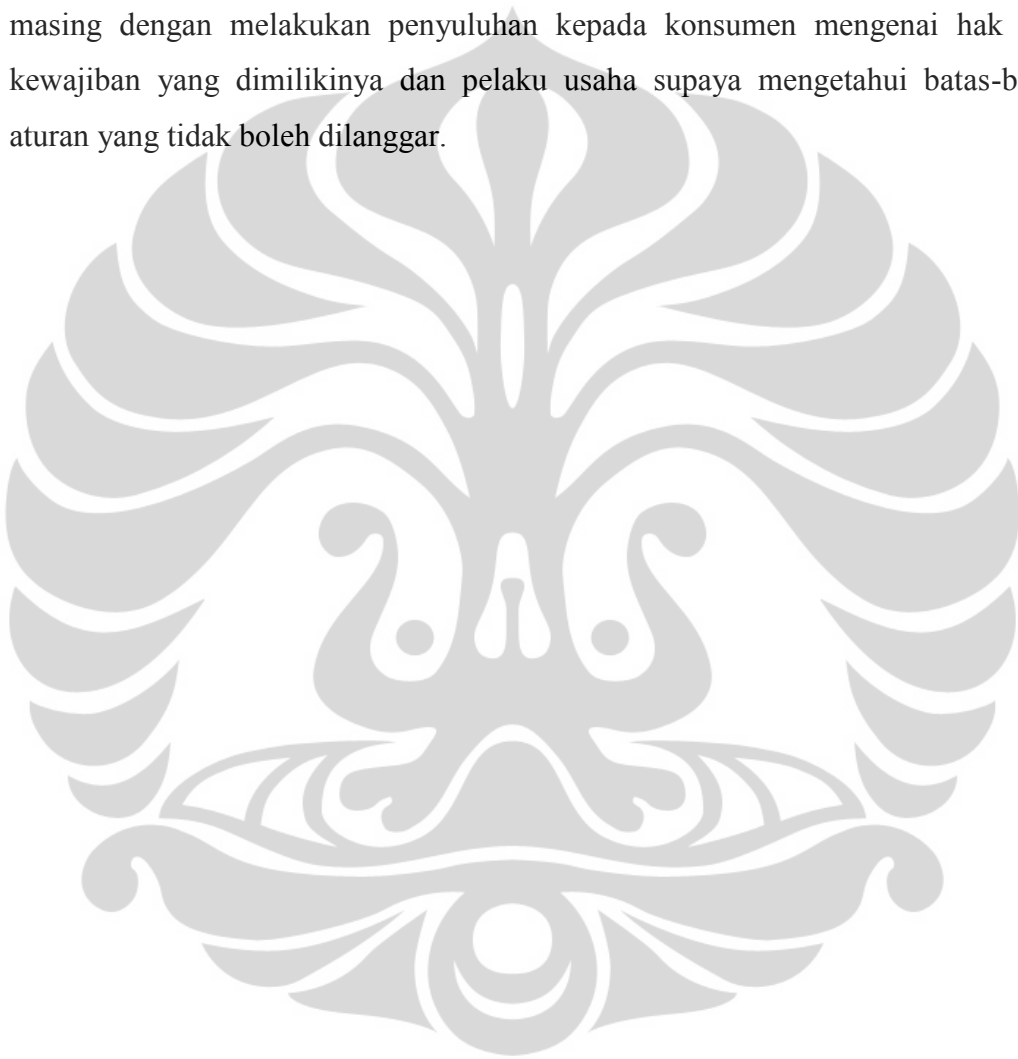 masing dengan melakukan penyuluhan kepada konsumen mengenai hak
kewajiban yang dimilikinya dan pelaku usaha supaya mengetahui batas-b
aturan yang tidak boleh dilanggar.